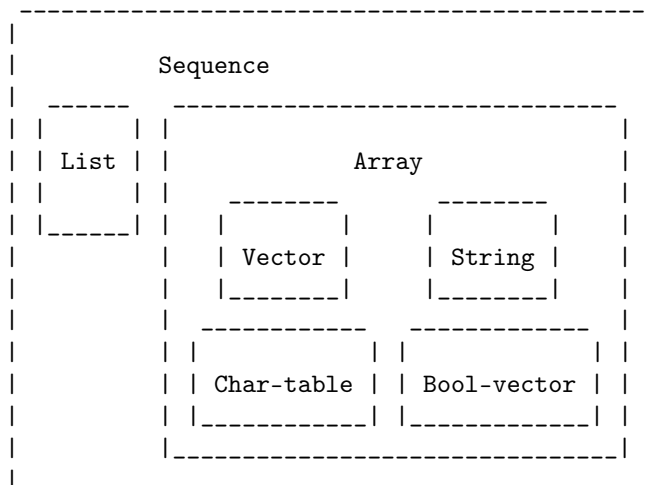 Sequence
List Array
Vector String
Char-table Bool-vector